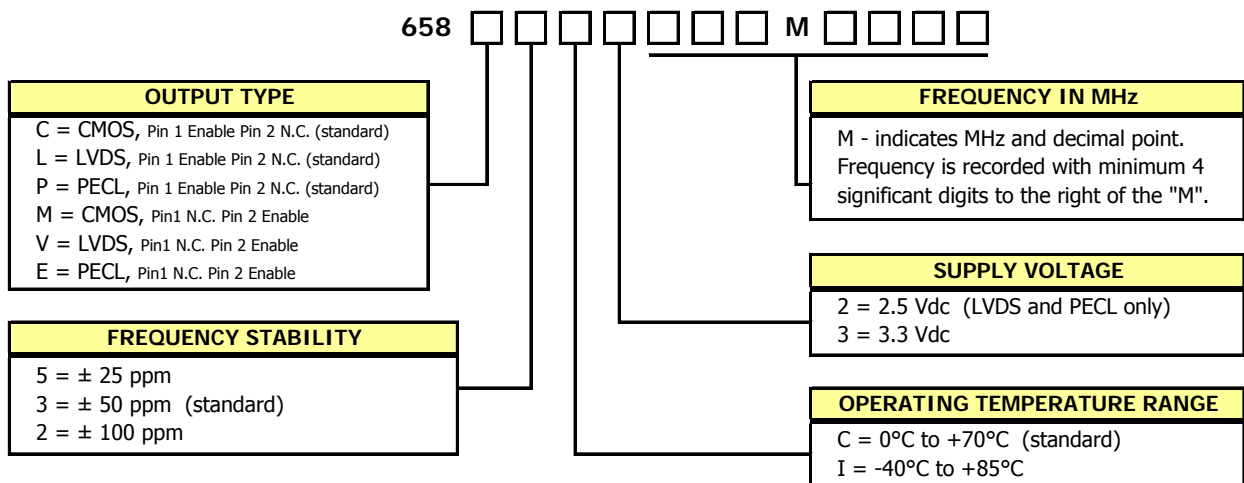 658 M
OUTPUT TYPE
C = CMOS, Pin 1 Enable Pin 2 N.C. (standard)
L = LVDS, Pin 1 Enable Pin 2 N.C. (standard)
P = PECL, Pin 1 Enable Pin 2 N.C. (standard)
M = CMOS, Pin1 N.C. Pin 2 Enable
V = LVDS, Pin1 N.C. Pin 2 Enable
E = PECL, Pin1 N.C. Pin 2 Enable
FREQUENCY STABILITY
5 = ± 25 ppm
3 = ± 50 ppm (standard)
2 = ± 100 ppm
FREQUENCY IN MHz
M - indicates MHz and decimal point.
Frequency is recorded with minimum 4
significant digits to the right of the "M".
SUPPLY VOLTAGE
2 = 2.5 Vdc (LVDS and PECL only)
3 = 3.3 Vdc
OPERATING TEMPERATURE RANGE
C = 0°C to +70°C (standard)
I = -40°C to +85°C